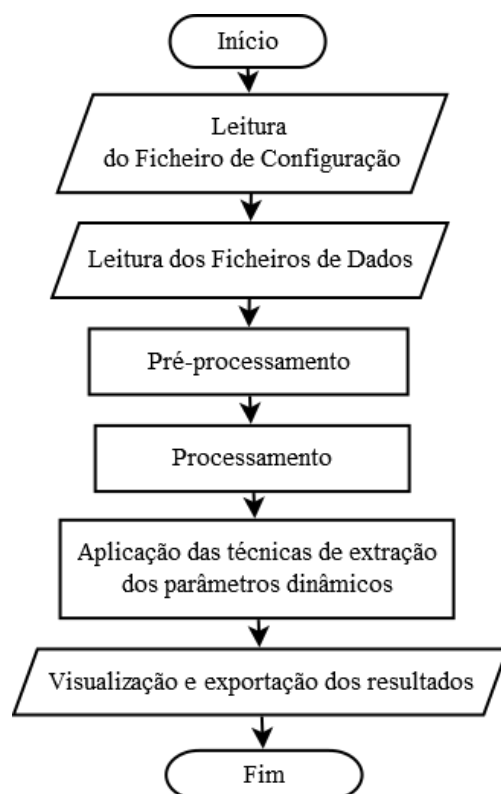 Início
Leitura
do Ficheiro de Configuração
Leitura dos Ficheiros de Dados
Pré-processamento
Processamento
Aplicação das técnicas de extração
dos parâmetros dinâmicos
Visualização e exportação dos resultados
Fim